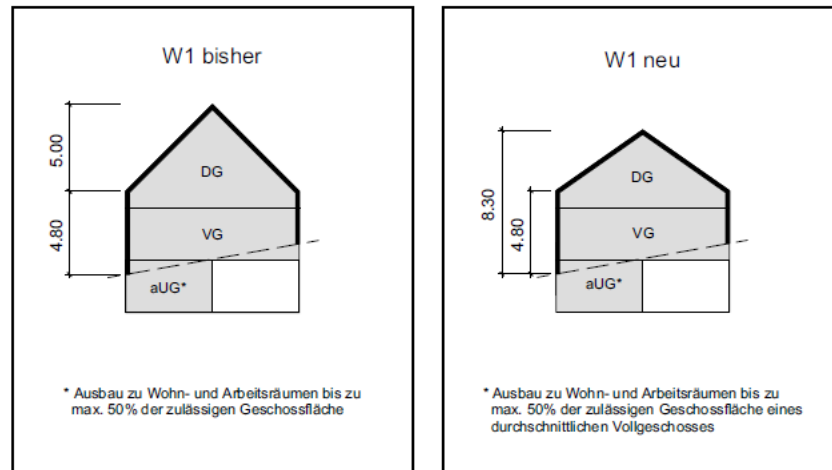 W1 bisher
5.00
DG
4.80
VG
aUG*
* Ausbau zu Wohn- und Arbeitsräumen bis zu
max. 50% der zulässigen Geschossfläche
W1 neu
8.30
DG
4.80
VG
aUG*
* Ausbau zu Wohn- und Arbeitsräumen bis zu
max. 50% der zulässigen Geschossfläche eines
durchschnittlichen Vollgeschosses